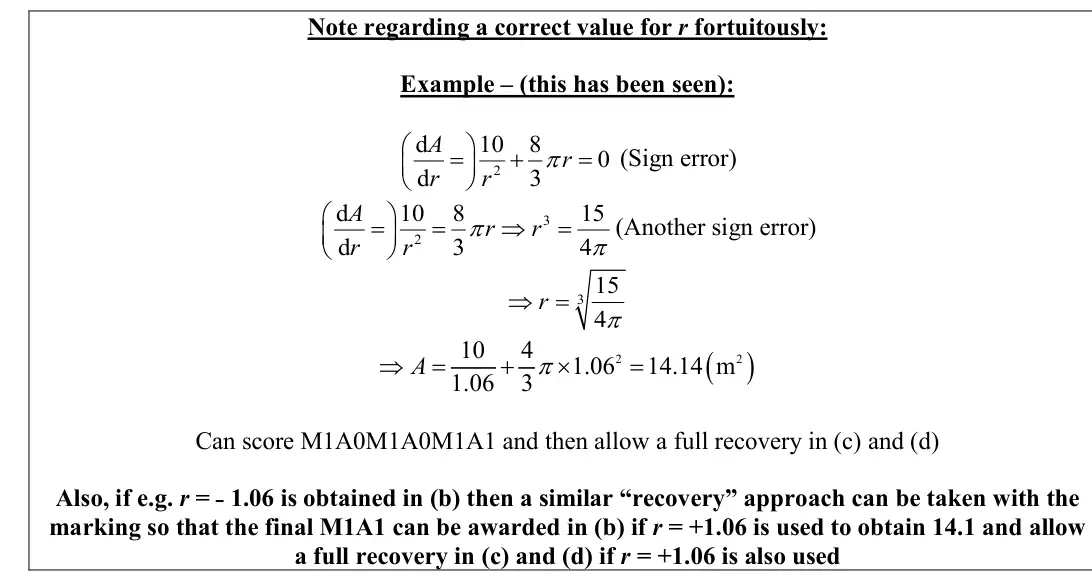 Note regarding a correct value for r fortuitously:
Example – (this has been seen):
(dA/dr =) 10/r² + 8/3 πr = 0 (Sign error)
(dA/dr =) 10/r² = 8/3 πr ⇒ r³ = 15/4π (Another sign error)
⇒ r = ∛(15/4π)
⇒ A = 10/1.06 + 4/3 π × 1.06² = 14.14 (m²)
Can score M1A0M1A0M1A1 and then allow a full recovery in (c) and (d)
Also, if e.g. r = - 1.06 is obtained in (b) then a similar “recovery” approach can be taken with the
marking so that the final M1A1 can be awarded in (b) if r = +1.06 is used to obtain 14.1 and allow
a full recovery in (c) and (d) if r = +1.06 is also used